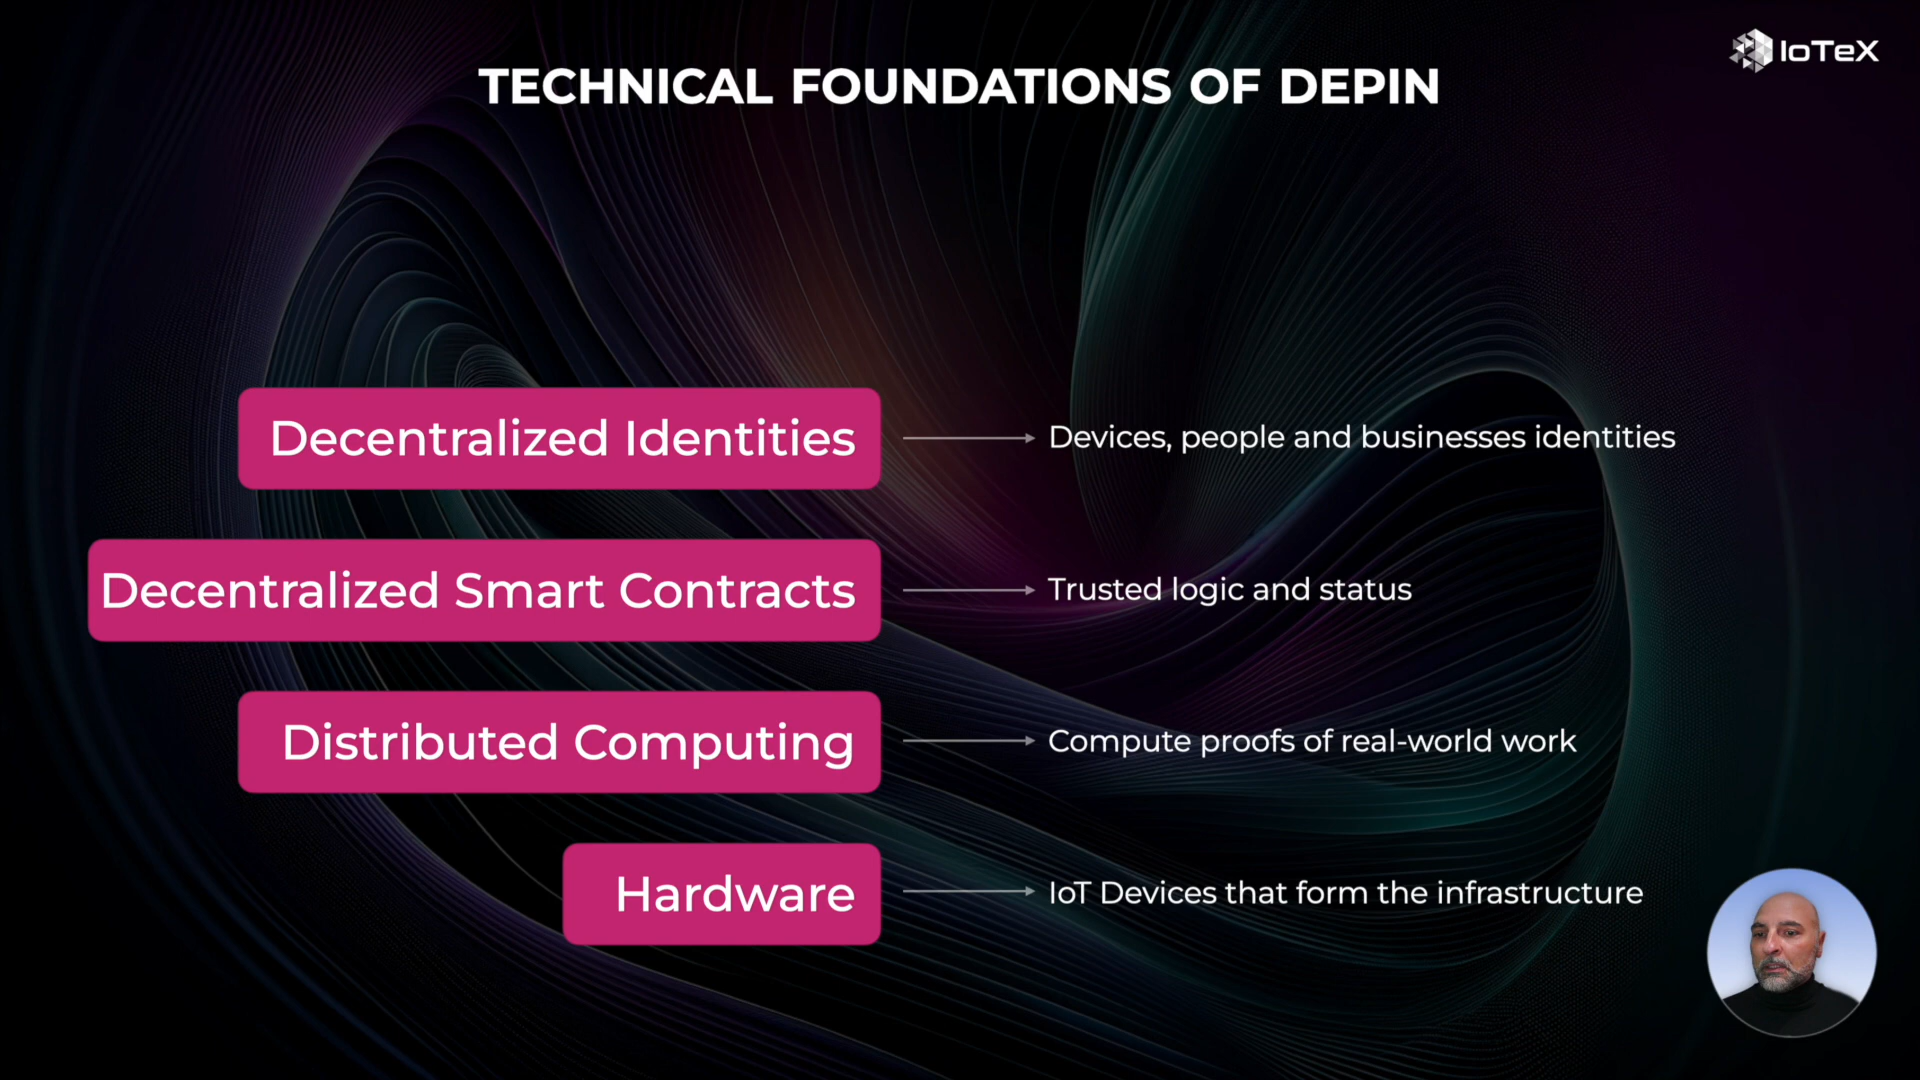 IoTeX
TECHNICAL FOUNDATIONS OF DEPIN
Decentralized Identities
Devices, people and businesses identities
Decentralized Smart Contracts
Trusted logic and status
Distributed Computing
Compute proofs of real-world work
Hardware
IoT Devices that form the infrastructure